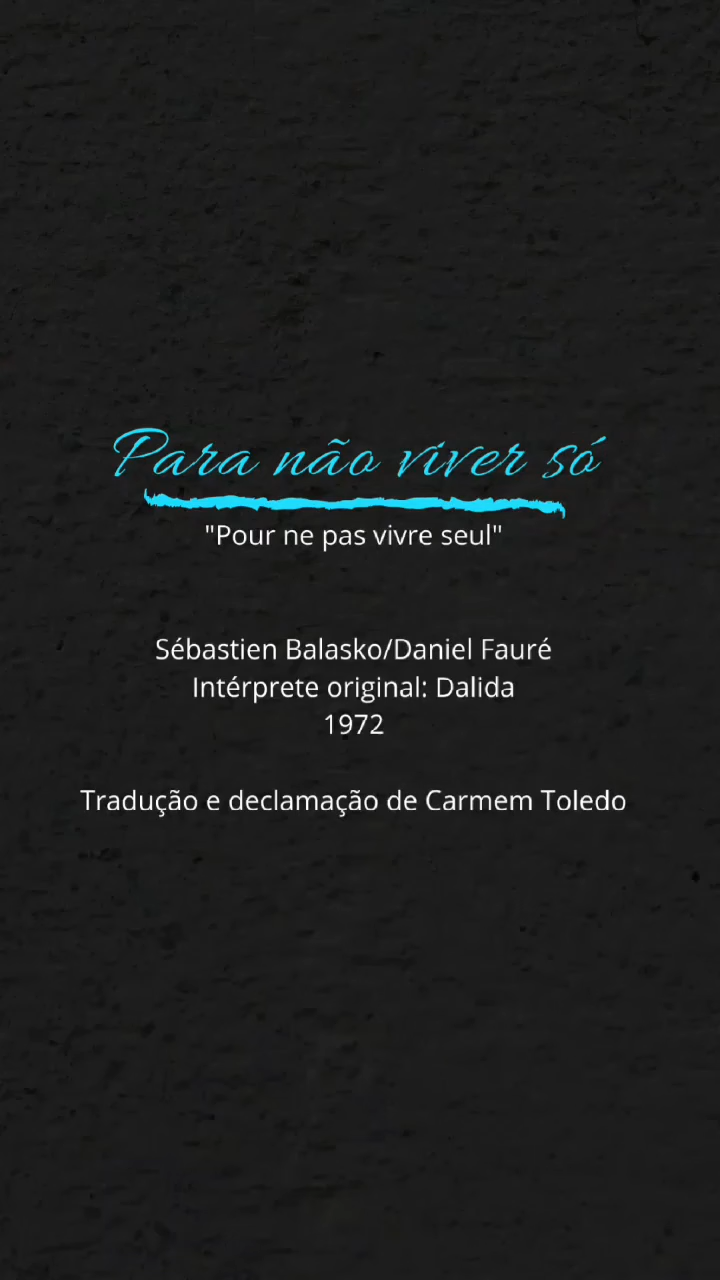 Para não viver só
"Pour ne pas vivre seul"
Sébastien Balasko/Daniel Fauré
Intérprete original: Dalida
1972
Tradução e declamação de Carmem Toledo